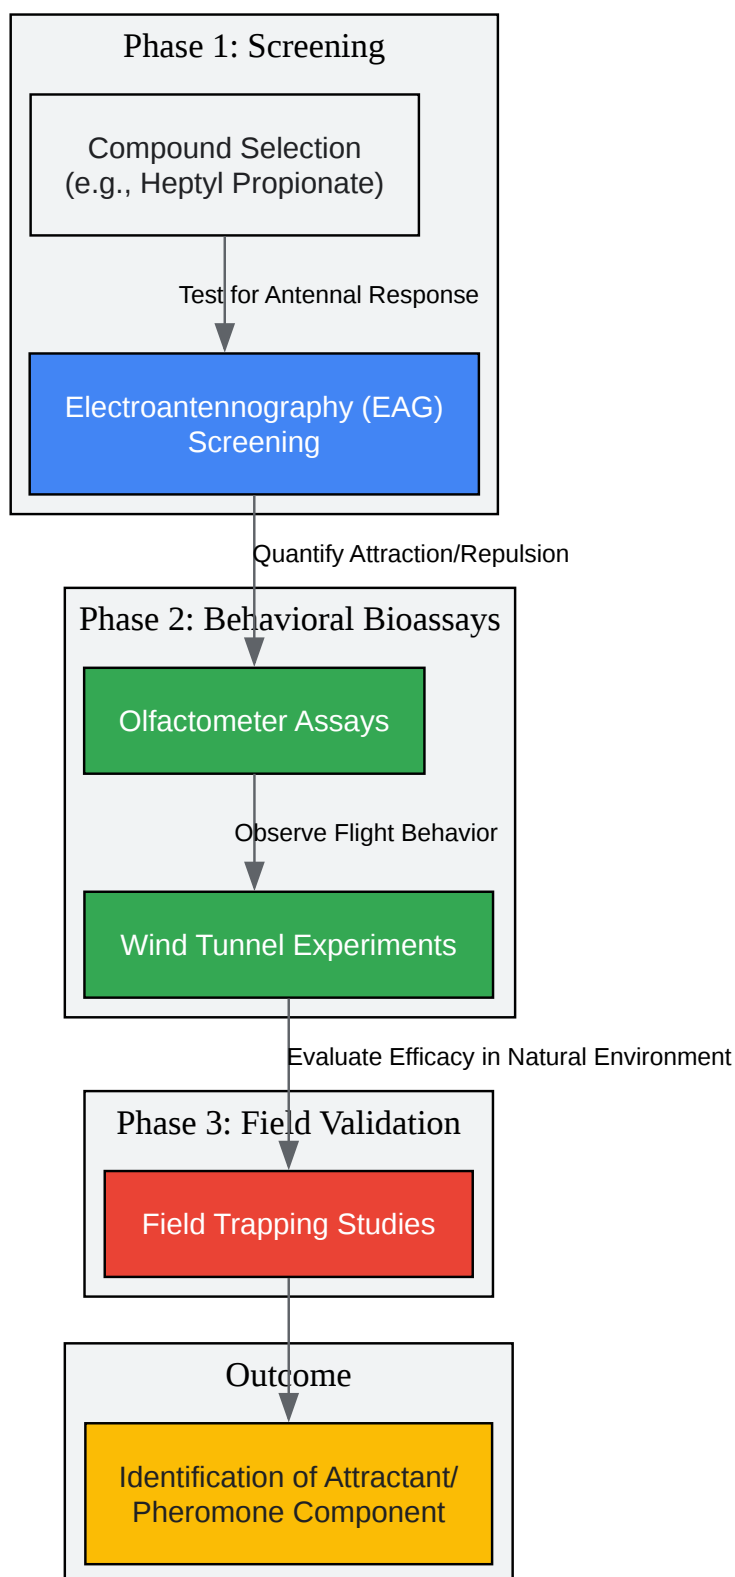 Phase 1: Screening
Compound Selection
(e.g., Heptyl Propionate)
Test for Antennal Response
Electroantennography (EAG)
Screening
Quantify Attraction/Repulsion
Phase 2: Behavioral Bioassays
Olfactometer Assays
Observe Flight Behavior
Wind Tunnel Experiments
Evaluate Efficacy in Natural Environment
Phase 3: Field Validation
Field Trapping Studies
Outcome
Identification of Attractant/
Pheromone Component